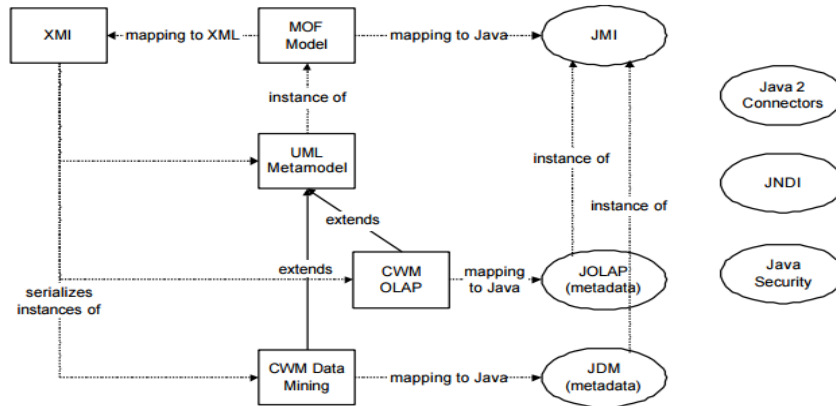 XMI
mapping to XML
MOF
Model
mapping to Java
JMI
instance of
Java 2
Connectors
UML
Metamodel
instance of
JNDI
instance of
extends
extends
CWM
OLAP
mapping
to Java
JOLAP
(metadata)
Java
Security
serializes
instances of
CWM Data
Mining
mapping to Java
JDM
(metadata)